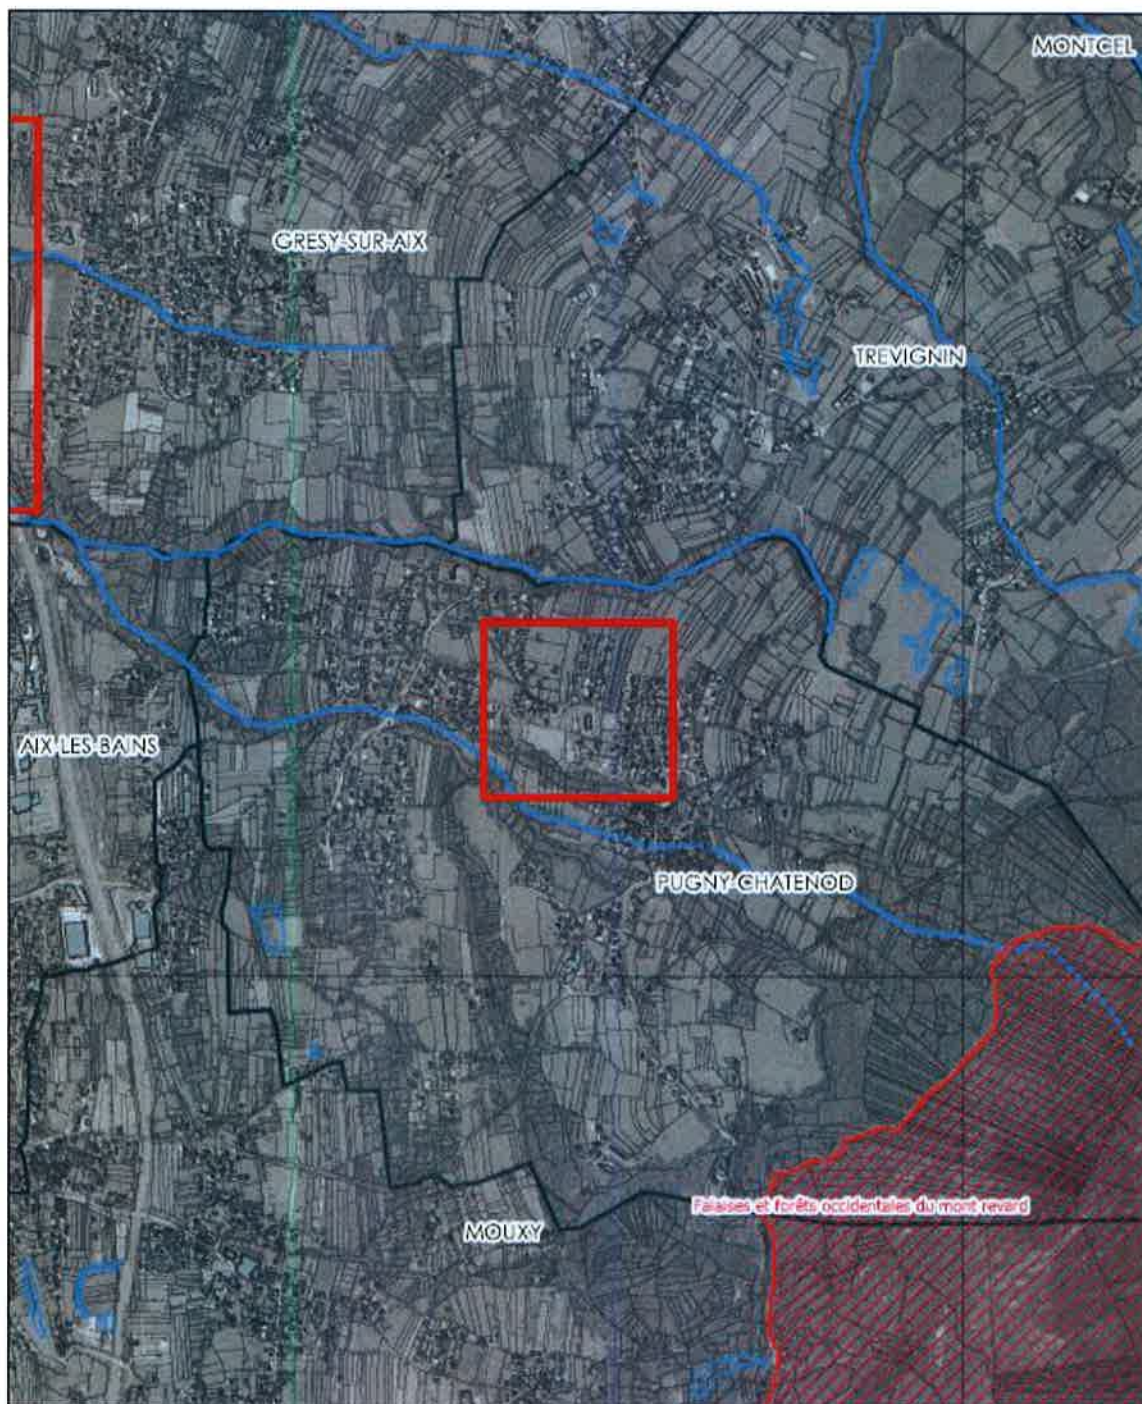 MONTCEL
GRESY-SUR-AIX
TREVIGNIN
AIX-LES-BAINS
PUGNY-CHATENOD
Falaises et forêts occidentales du mont revard
MOUXY